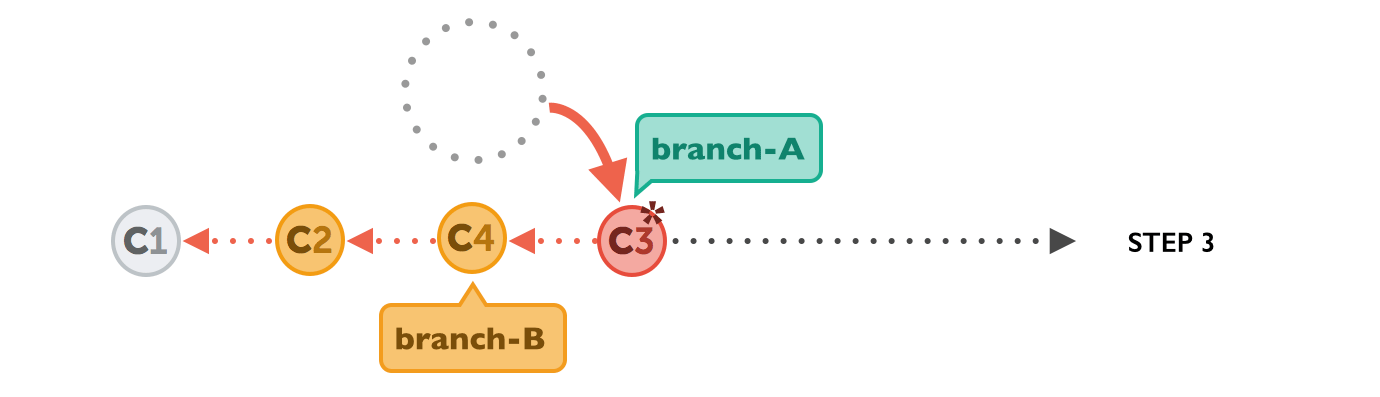 branch-A
C1 C2 C4 C3* STEP 3
branch-B